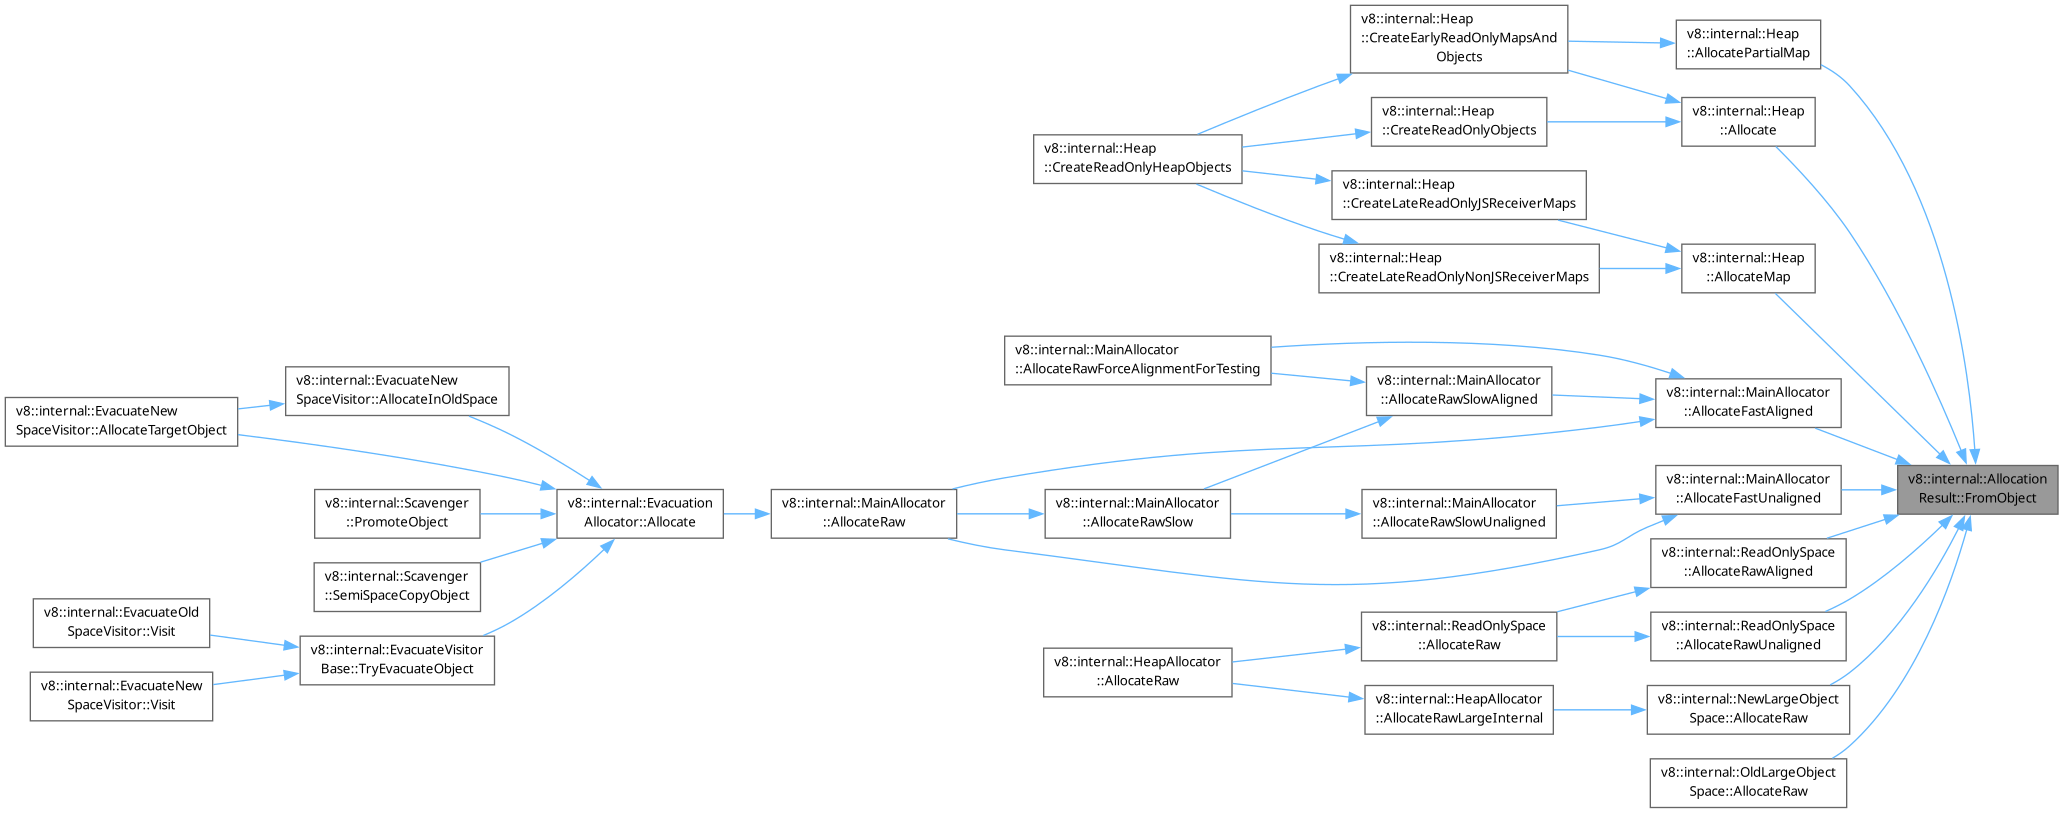 v8::internal::Heap
::CreateEarlyReadOnlyMapsAnd
Objects
v8::internal::Heap
::AllocatePartialMap
v8::internal::Heap
::CreateReadOnlyObjects
v8::internal::Heap
::Allocate
v8::internal::Heap
::CreateReadOnlyHeapObjects
v8::internal::Heap
::CreateLateReadOnlyJSReceiverMaps
v8::internal::Heap
::CreateLateReadOnlyNonJSReceiverMaps
v8::internal::Heap
::AllocateMap
v8::internal::MainAllocator
::AllocateRawForceAlignmentForTesting
v8::internal::MainAllocator
::AllocateRawSlowAligned
v8::internal::MainAllocator
::AllocateFastAligned
v8::internal::EvacuateNew
SpaceVisitor::AllocateInOldSpace
v8::internal::EvacuateNew
SpaceVisitor::AllocateTargetObject
v8::internal::Scavenger
::PromoteObject
v8::internal::Evacuation
Allocator::Allocate
v8::internal::MainAllocator
::AllocateRaw
v8::internal::MainAllocator
::AllocateRawSlow
v8::internal::MainAllocator
::AllocateRawSlowUnaligned
v8::internal::MainAllocator
::AllocateFastUnaligned
v8::internal::Allocation
Result::FromObject
v8::internal::Scavenger
::SemiSpaceCopyObject
v8::internal::ReadOnlySpace
::AllocateRawAligned
v8::internal::EvacuateOld
SpaceVisitor::Visit
v8::internal::EvacuateVisitor
Base::TryEvacuateObject
v8::internal::ReadOnlySpace
::AllocateRaw
v8::internal::ReadOnlySpace
::AllocateRawUnaligned
v8::internal::HeapAllocator
::AllocateRaw
v8::internal::EvacuateNew
SpaceVisitor::Visit
v8::internal::HeapAllocator
::AllocateRawLargeInternal
v8::internal::NewLargeObject
Space::AllocateRaw
v8::internal::OldLargeObject
Space::AllocateRaw